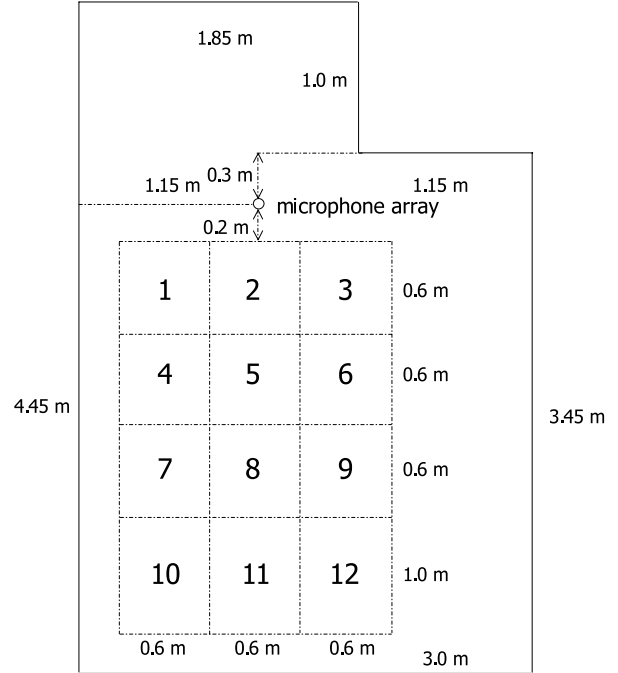 1.85 m
1.0 m
0.3 m
1.15 m
1.15 m
microphone array
0.2 m
1 2 3 0.6 m
4 5 6 0.6 m
4.45 m
3.45 m
7 8 9 0.6 m
10 11 12 1.0 m
0.6 m 0.6 m 0.6 m
3.0 m